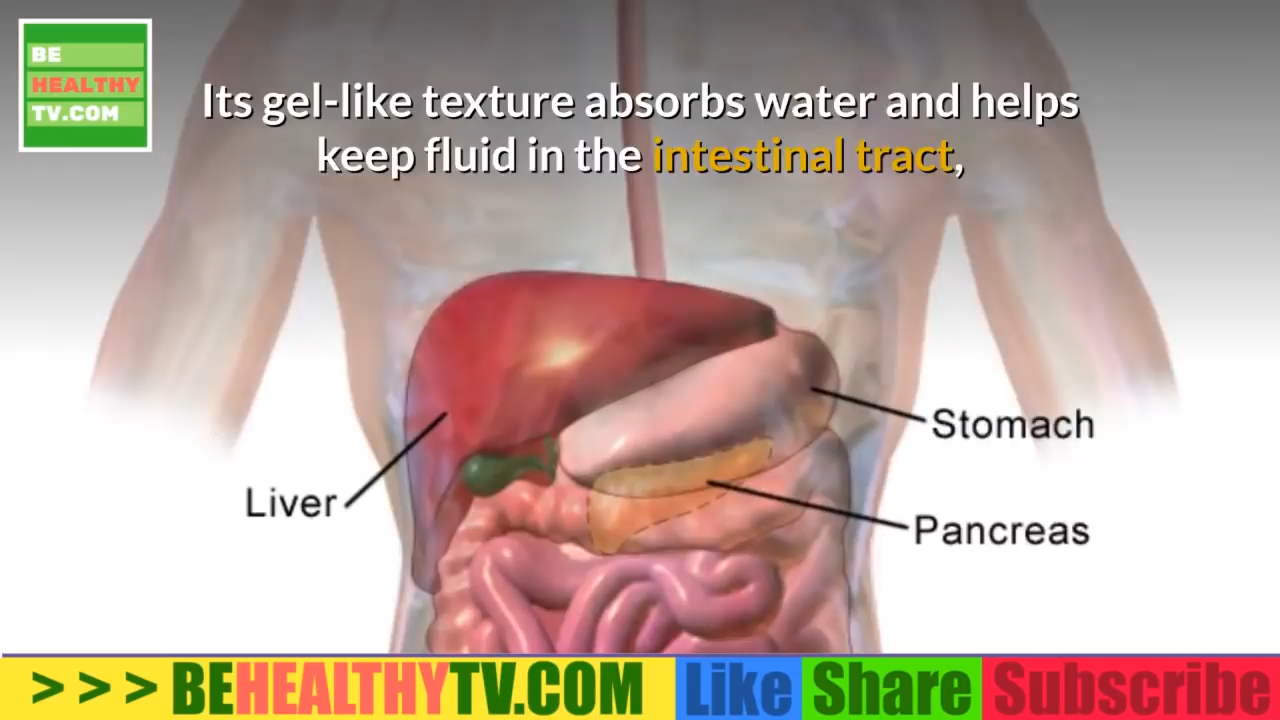 BE
HEALTHY
TV.COM
Its gel-like texture absorbs water and helps
keep fluid in the intestinal tract,
Stomach
Liver
Pancreas
> > > BEHEALTHYTV.COM Like Share Subscribe